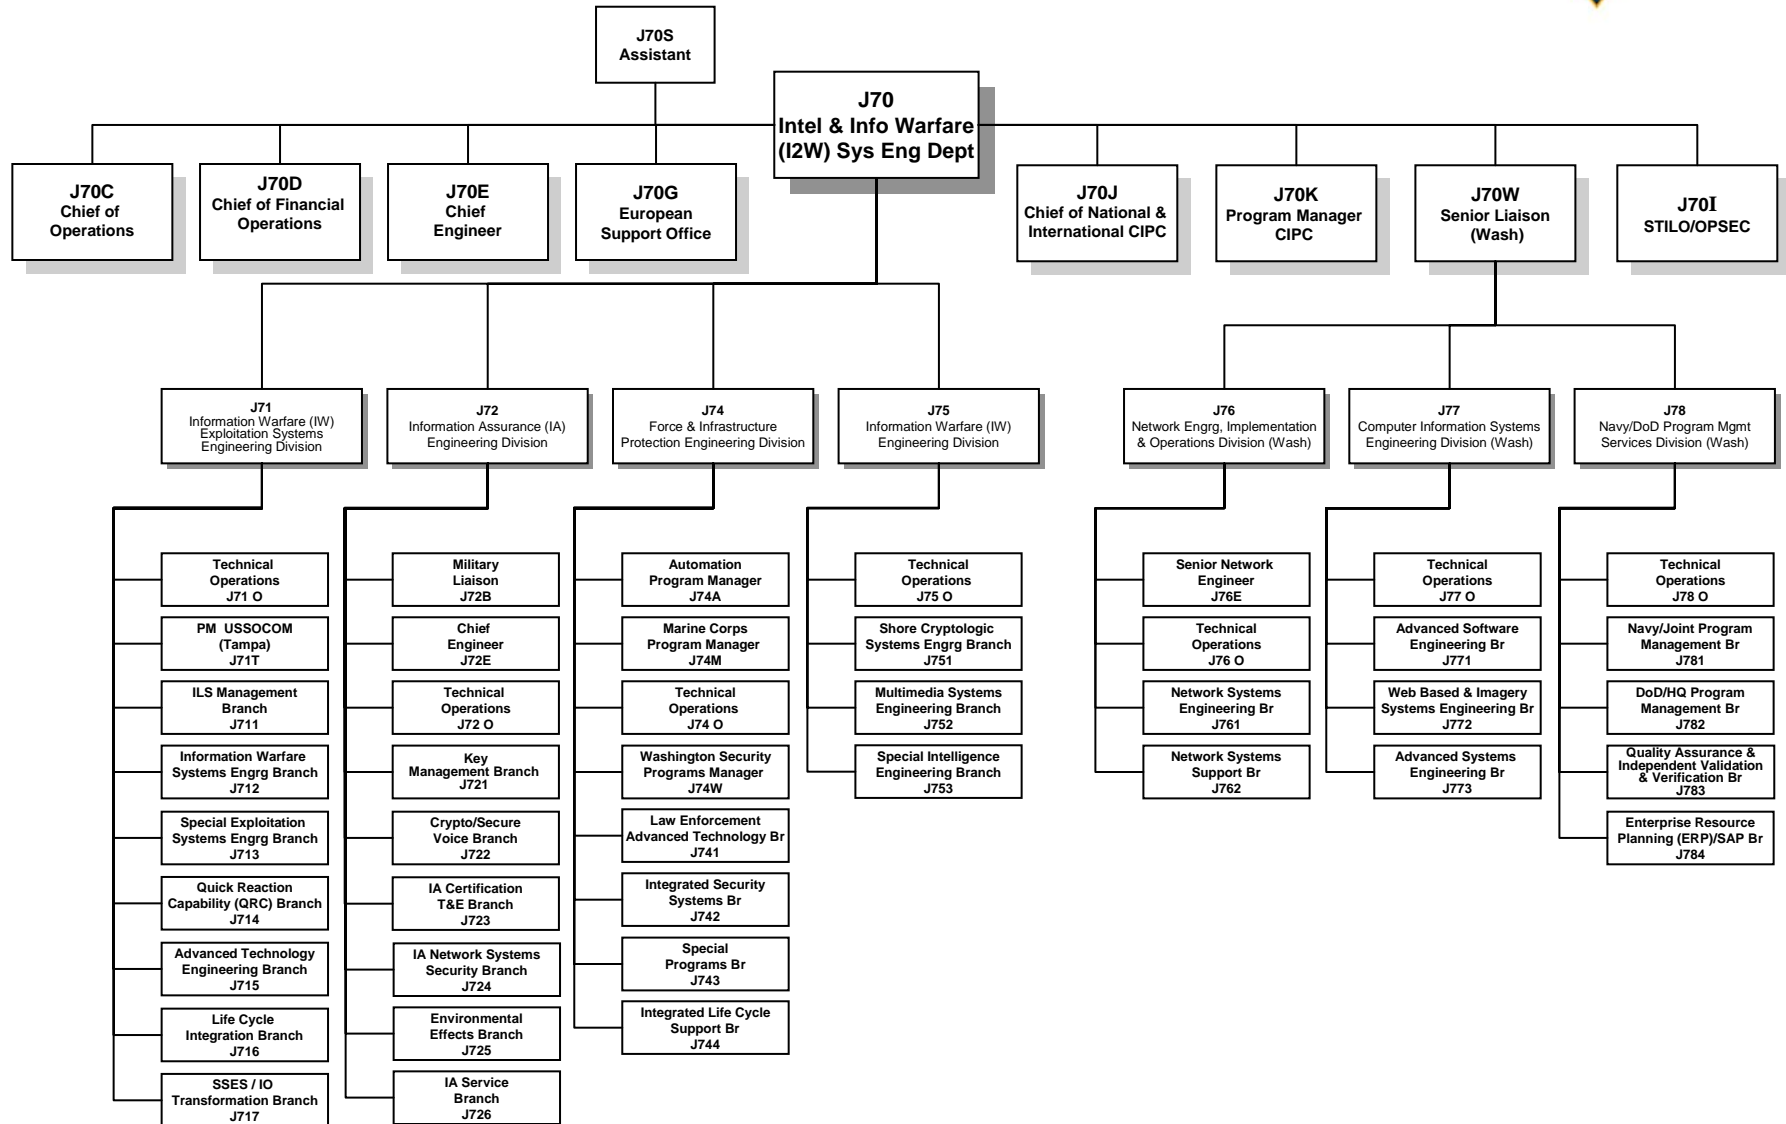 J70S
Assistant
J70
Intel & Info Warfare
(I2W) Sys Eng Dept
J70C
Chief of
Operations
J70D
Chief of Financial
Operations
J70E
Chief
Engineer
J70G
European
Support Office
J70J
Chief of National &
International CIPC
J70K
Program Manager
CIPC
J70W
Senior Liaison
(Wash)
J70I
STILO/OPSEC
J71
Information Warfare (IW)
Exploitation Systems
Engineering Division
J72
Information Assurance (IA)
Engineering Division
J74
Force & Infrastructure
Protection Engineering Division
J75
Information Warfare (IW)
Engineering Division
J76
Network Engrg, Implementation
& Operations Division (Wash)
J77
Computer Information Systems
Engineering Division (Wash)
J78
Navy/DoD Program Mgmt
Services Division (Wash)
Technical
Operations
J71 O
PM USSOCOM
(Tampa)
J71T
ILS Management
Branch
J711
Information Warfare
Systems Engrg Branch
J712
Special Exploitation
Systems Engrg Branch
J713
Quick Reaction
Capability (QRC) Branch
J714
Advanced Technology
Engineering Branch
J715
Life Cycle
Integration Branch
J716
SSES / IO
Transformation Branch
J717
Military
Liaison
J72B
Chief
Engineer
J72E
Technical
Operations
J72 O
Key
Management Branch
J721
Crypto/Secure
Voice Branch
J722
IA Certification
T&E Branch
J723
IA Network Systems
Security Branch
J724
Environmental
Effects Branch
J725
IA Service
Branch
J726
Automation
Program Manager
J74A
Marine Corps
Program Manager
J74M
Technical
Operations
J74 O
Washington Security
Programs Manager
J74W
Law Enforcement
Advanced Technology Br
J741
Integrated Security
Systems Br
J742
Special
Programs Br
J743
Integrated Life Cycle
Support Br
J744
Technical
Operations
J75 O
Shore Cryptologic
Systems Engrg Branch
J751
Multimedia Systems
Engineering Branch
J752
Special Intelligence
Engineering Branch
J753
Senior Network
Engineer
J76E
Technical
Operations
J76 O
Network Systems
Engineering Br
J761
Network Systems
Support Br
J762
Technical
Operations
J77 O
Advanced Software
Engineering Br
J771
Web Based & Imagery
Systems Engineering Br
J772
Advanced Systems
Engineering Br
J773
Technical
Operations
J78 O
Navy/Joint Program
Management Br
J781
DoD/HQ Program
Management Br
J782
Quality Assurance &
Independent Validation
& Verification Br
J783
Enterprise Resource
Planning (ERP)/SAP Br
J784